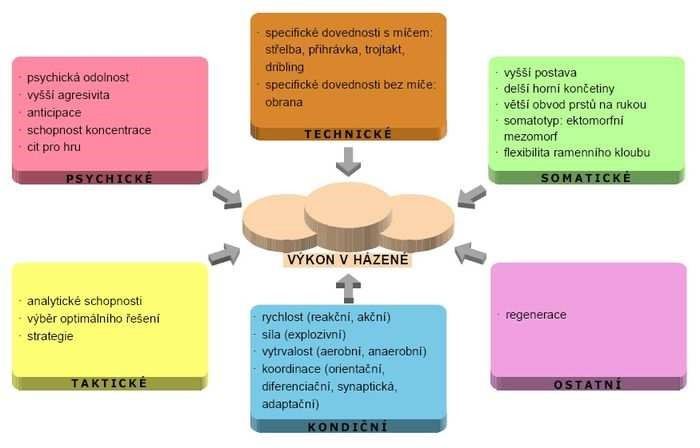 · specifické dovednosti s míčem:
střelba, přihrávka, trojtakt,
dribling
· specifické dovednosti bez míče:
obrana
TECHNICKÉ
· psychická odolnost
· vyšší agresivita
· anticipace
· schopnost koncentrace
· cit pro hru
PSYCHICKÉ
· vyšší postava
· delší horní končetiny
· větší obvod prstů na rukou
· somatotyp: ektomorfní
mezomorf
· flexibilita ramenního kloubu
SOMATICKÉ
VÝKON V HÁZENÉ
· analytické schopnosti
· výběr optimálního řešení
· strategie
TAKTICKÉ
· rychlost (reakční, akční)
· síla (explozivní)
· vytrvalost (aerobní, anaerobní)
· koordinace (orientační,
diferenciační, synaptická,
adaptační)
KONDIČNÍ
· regenerace
OSTATNÍ